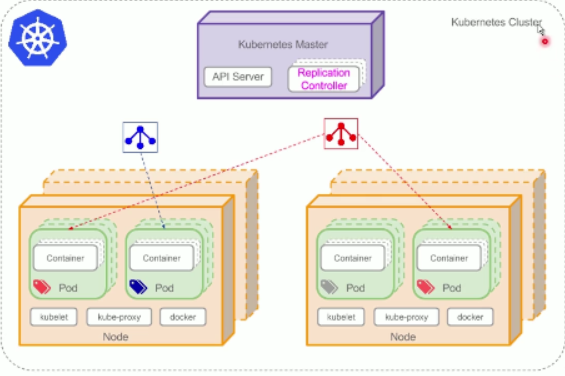 Kubernetes Cluster
Kubernetes Master
API Server
Replication
Controller
Container
Container
Container
Container
Pod
Pod
Pod
Pod
kubelet
kube-proxy
docker
kubelet
kube-proxy
docker
Node
Node